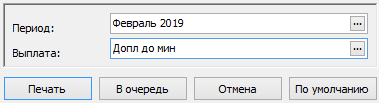 Период: Февраль 2019 ...
Выплата: Допл до мин ...
Печать В очередь Отмена По умолчанию